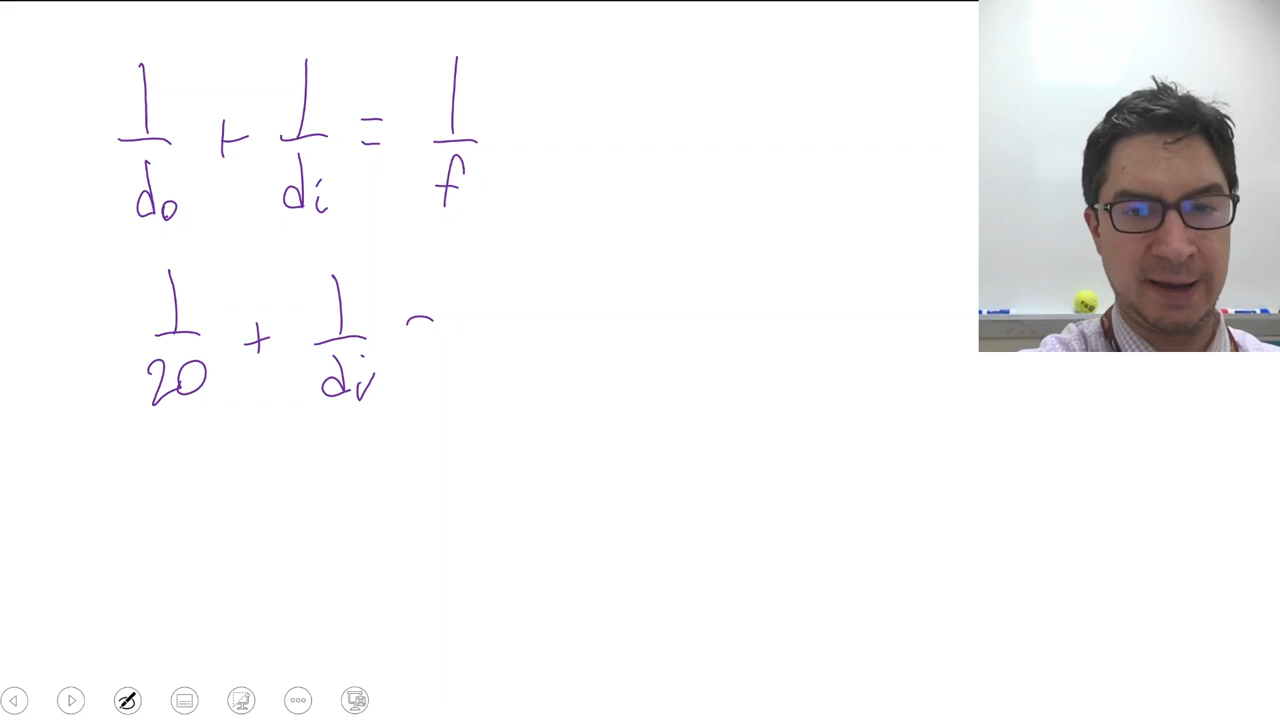 1/do + 1/di = 1/f
1/20 + 1/di